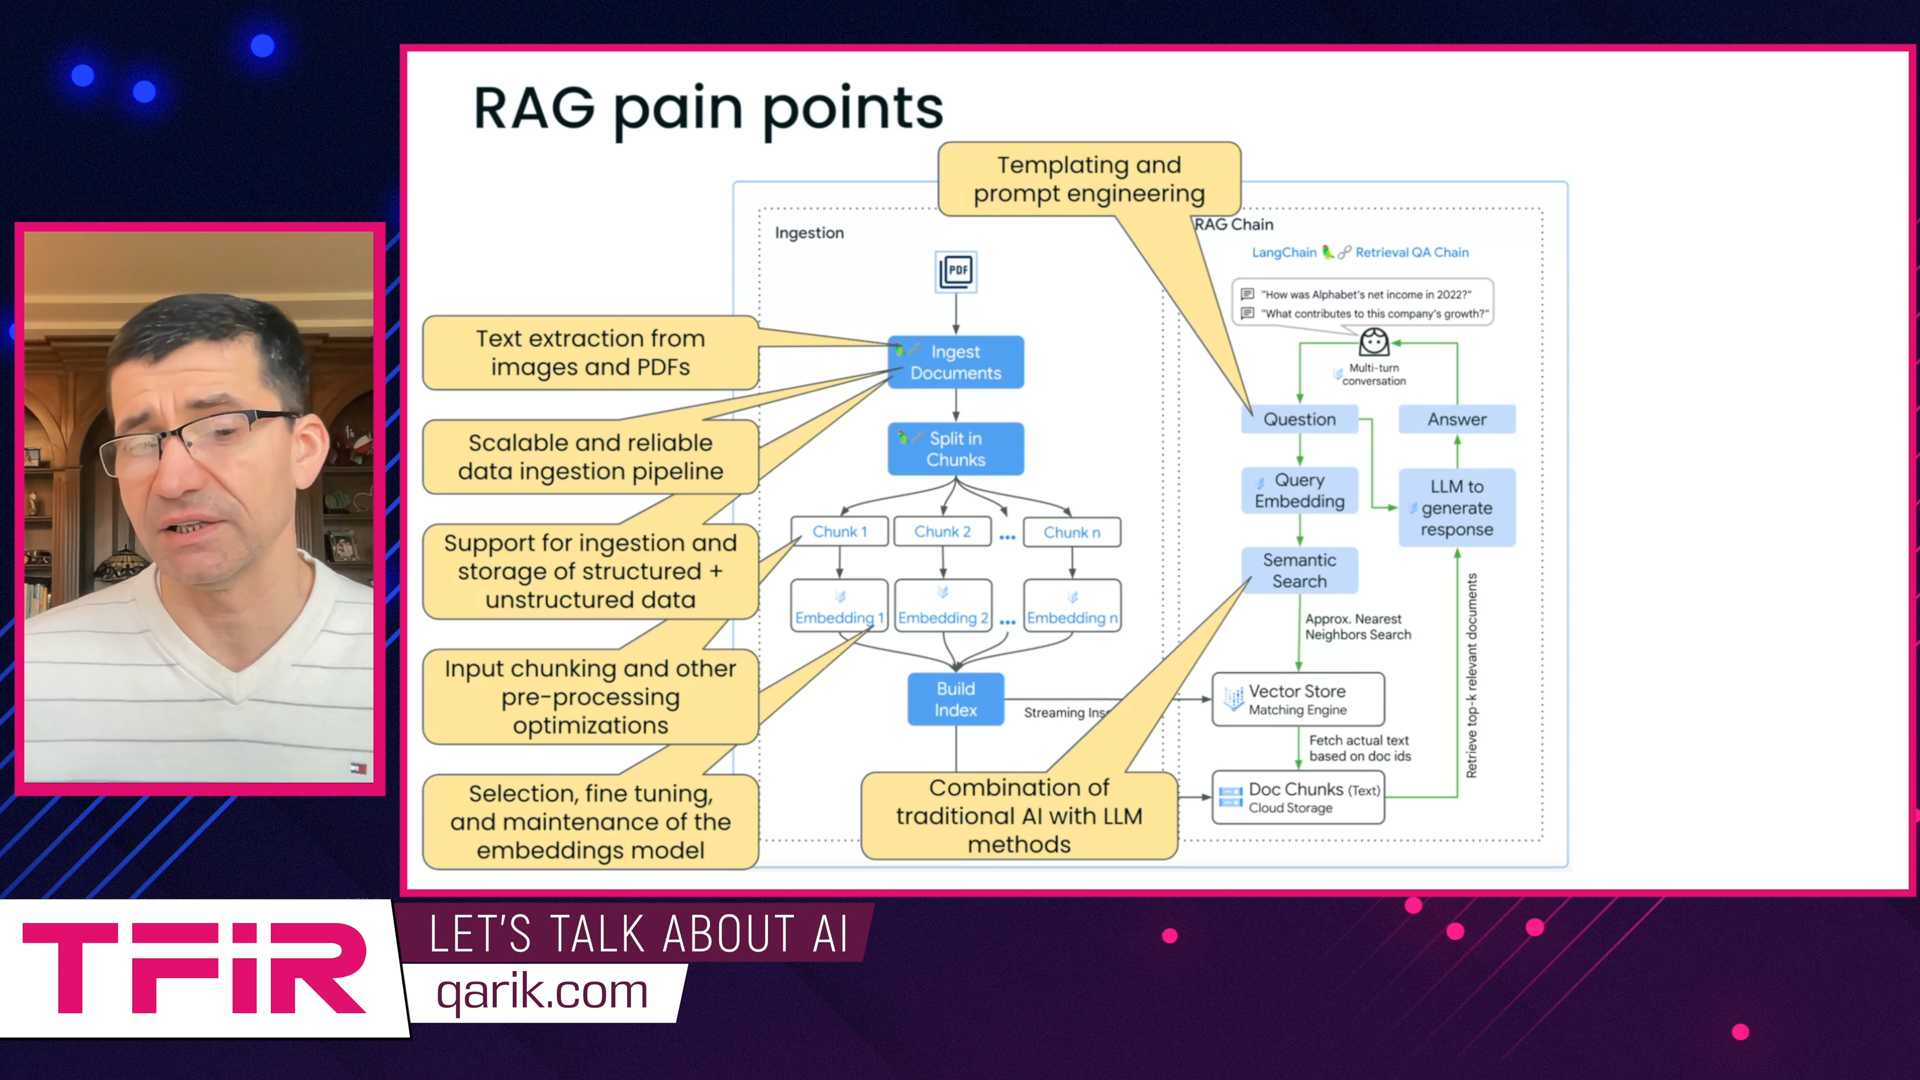 RAG pain points
Templating and
prompt engineering
Ingestion
PDF
Text extraction from
images and PDFs
Ingest
Documents
Scalable and reliable
data ingestion pipeline
Split in
Chunks
Support for ingestion and
storage of structured +
unstructured data
Chunk 1
Chunk 2
...
Chunk n
Embedding 1
Embedding 2
...
Embedding n
Input chunking and other
pre-processing
optimizations
Build
Index
Streaming Ins
Selection, fine tuning,
and maintenance of the
embeddings model
Combination of
traditional AI with LLM
methods
RAG Chain
LangChain Retrieval QA Chain
"How was Alphabet's net income in 2022?"
"What contributes to this company's growth?"
Multi-turn
conversation
Question
Answer
Query
Embedding
LLM to
generate
response
Semantic
Search
Approx. Nearest
Neighbors Search
Vector Store
Matching Engine
Fetch actual text
based on doc ids
Doc Chunks (Text)
Cloud Storage
Retrieve top-k relevant documents
TFiR
LET'S TALK ABOUT AI
qarik.com